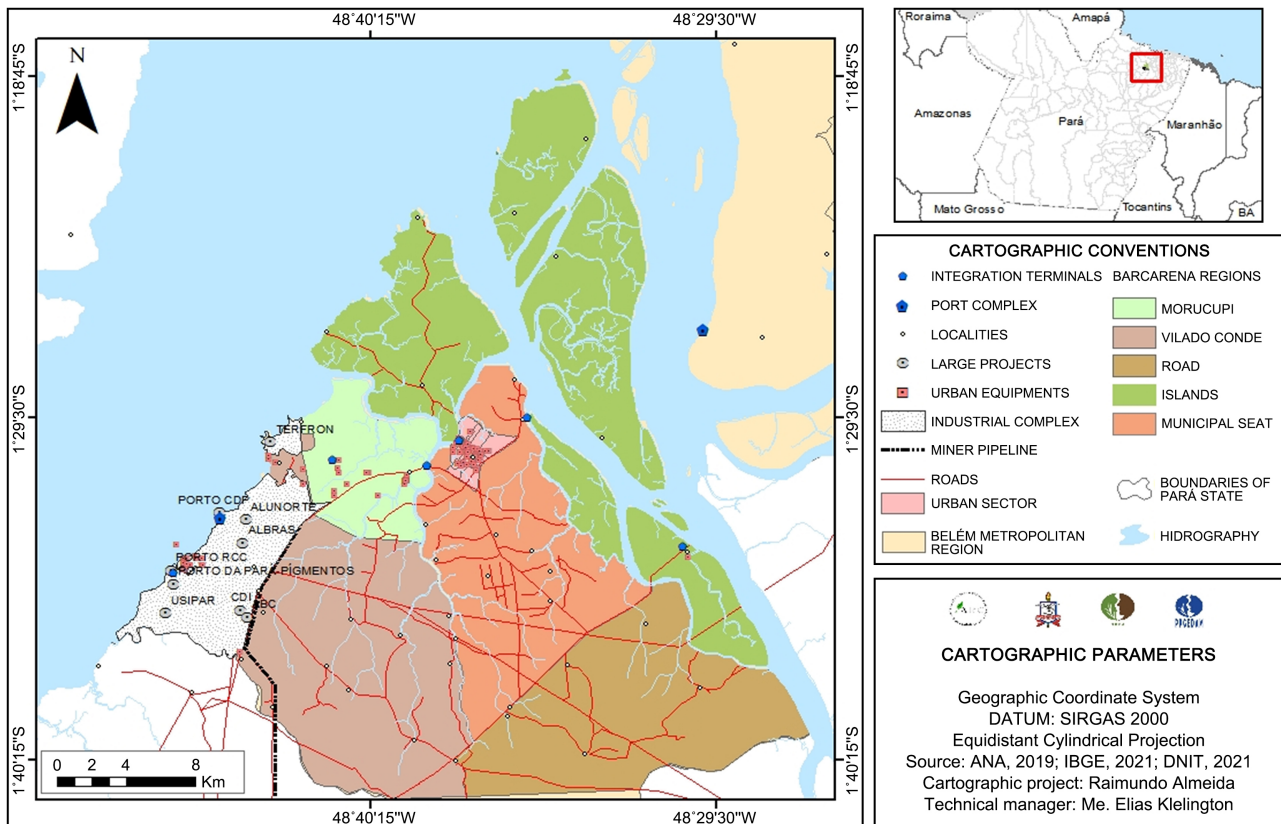 48°40'15"W
48°29'30"W
1°18'45"S
1°18'45"S
N
1°29'30"S
1°29'30"S
TERFRON
PORTO CDP
ALUNORTE
ALBRAS
PORTO RCC
PORTO DA PARÁ PIGMENTOS
CDI
USIPAR
1°40'15"S
1°40'15"S
0 2 4 8
Km
48°40'15"W
48°29'30"W
Roraima
Amapá
Amazonas
Pará
Maranhão
Mato Grosso
Tocantins
BA
CARTOGRAPHIC CONVENTIONS
INTEGRATION TERMINALS
PORT COMPLEX
LOCALITIES
LARGE PROJECTS
URBAN EQUIPMENTS
INDUSTRIAL COMPLEX
MINER PIPELINE
ROADS
URBAN SECTOR
BELÉM METROPOLITAN
REGION
BARCARENA REGIONS
MORUCUPI
VILADO CONDE
ROAD
ISLANDS
MUNICIPAL SEAT
BOUNDARIES OF
PARÁ STATE
HIDROGRAPHY
CARTOGRAPHIC PARAMETERS
Geographic Coordinate System
DATUM: SIRGAS 2000
Equidistant Cylindrical Projection
Source: ANA, 2019; IBGE, 2021; DNIT, 2021
Cartographic project: Raimundo Almeida
Technical manager: Me. Elias Klelington